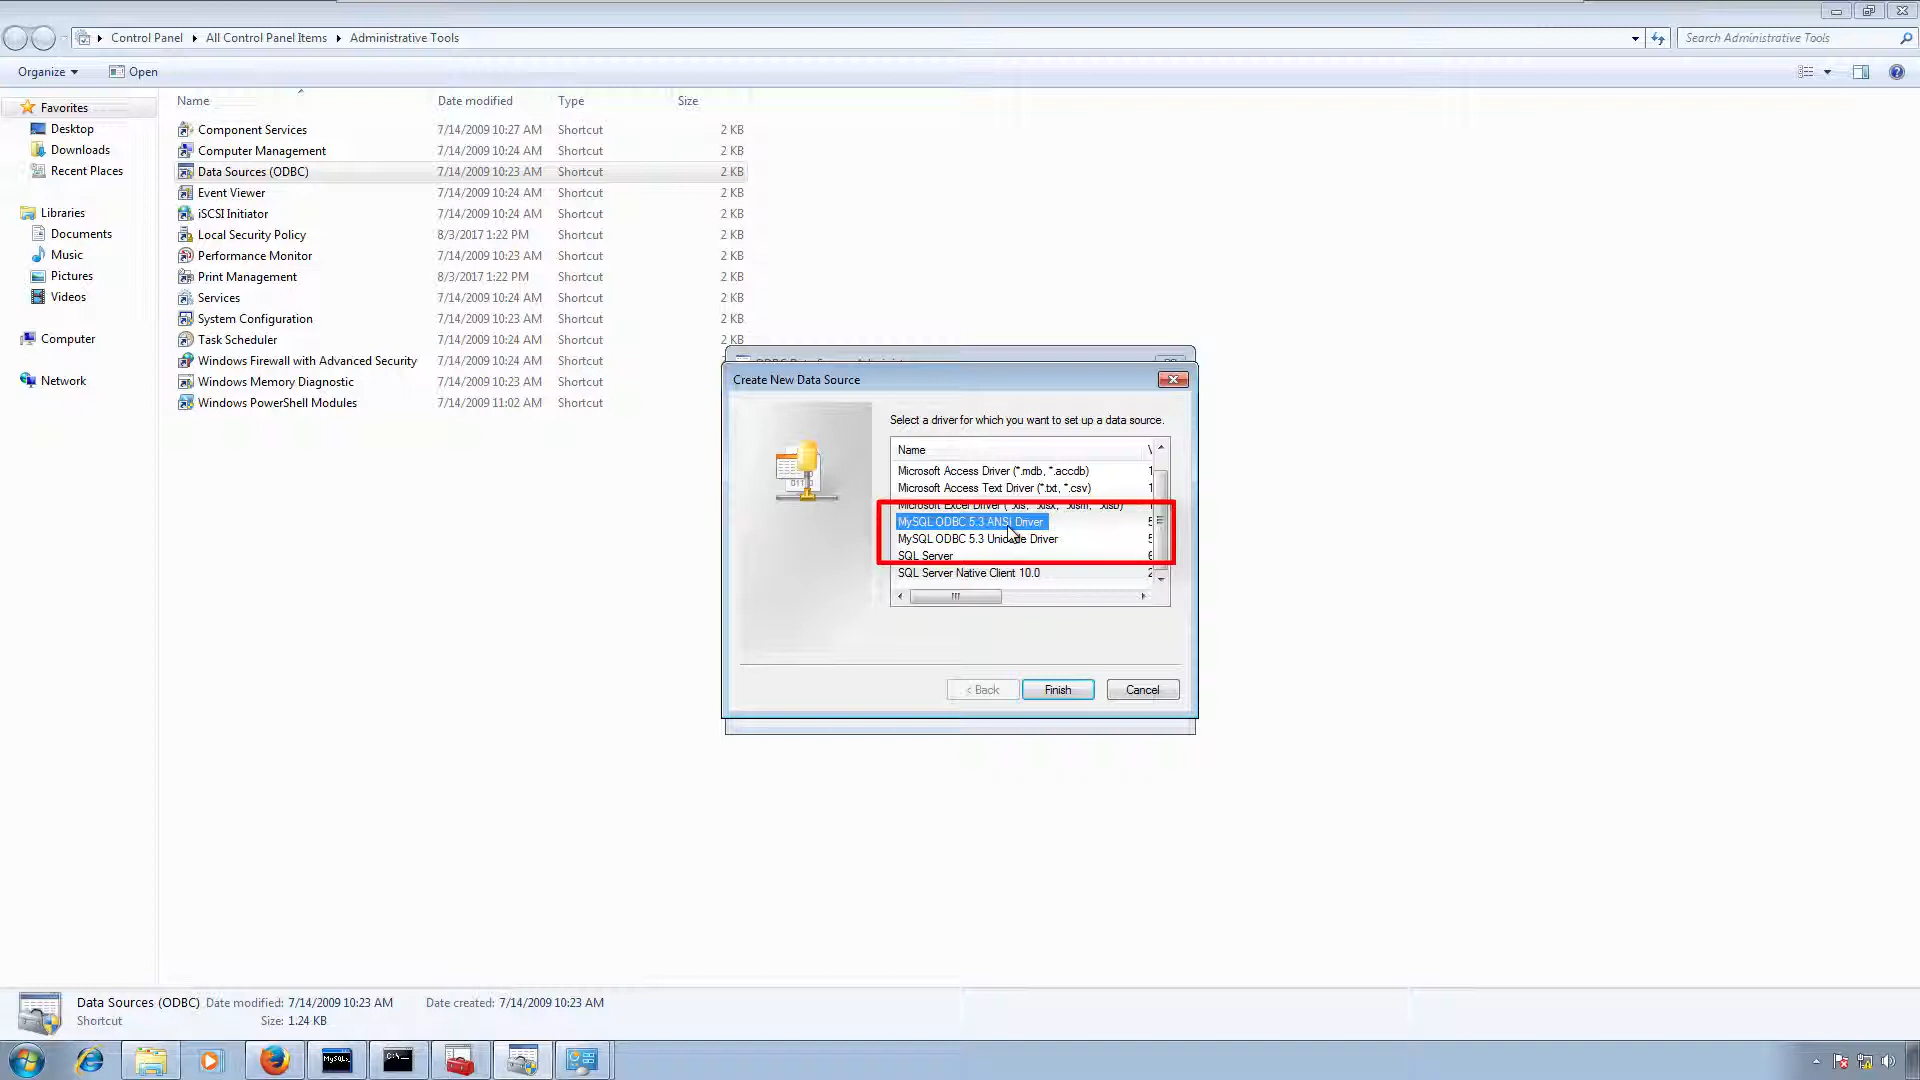 Control Panel
All Control Panel Items
Administrative Tools
Search Administrative Tools
Organize
Open
Favorites
Desktop
Downloads
Recent Places
Libraries
Documents
Music
Pictures
Videos
Computer
Network
Name Date modified Type Size
Component Services 7/14/2009 10:27 AM Shortcut 2 KB
Computer Management 7/14/2009 10:24 AM Shortcut 2 KB
Data Sources (ODBC) 7/14/2009 10:23 AM Shortcut 2 KB
Event Viewer 7/14/2009 10:24 AM Shortcut 2 KB
iSCSI Initiator 7/14/2009 10:24 AM Shortcut 2 KB
Local Security Policy 8/3/2017 1:22 PM Shortcut 2 KB
Performance Monitor 7/14/2009 10:23 AM Shortcut 2 KB
Print Management 8/3/2017 1:22 PM Shortcut 2 KB
Services 7/14/2009 10:24 AM Shortcut 2 KB
System Configuration 7/14/2009 10:23 AM Shortcut 2 KB
Task Scheduler 7/14/2009 10:24 AM Shortcut 2 KB
Windows Firewall with Advanced Security 7/14/2009 10:24 AM Shortcut
Windows Memory Diagnostic 7/14/2009 10:23 AM Shortcut
Windows PowerShell Modules 7/14/2009 11:02 AM Shortcut
Create New Data Source
Select a driver for which you want to set up a data source.
Name
Microsoft Access Driver (*.mdb, *.accdb) 1
Microsoft Access Text Driver (*.txt, *.csv) 1
Microsoft Excel Driver (*.xls, *.xlsx, *.xlsm, *.xlsb)
MySQL ODBC 5.3 ANSI Driver 5
MySQL ODBC 5.3 Unicode Driver 5
SQL Server 6
SQL Server Native Client 10.0 2
< Back Finish Cancel
Data Sources (ODBC) Date modified: 7/14/2009 10:23 AM Date created: 7/14/2009 10:23 AM
Shortcut Size: 1.24 KB